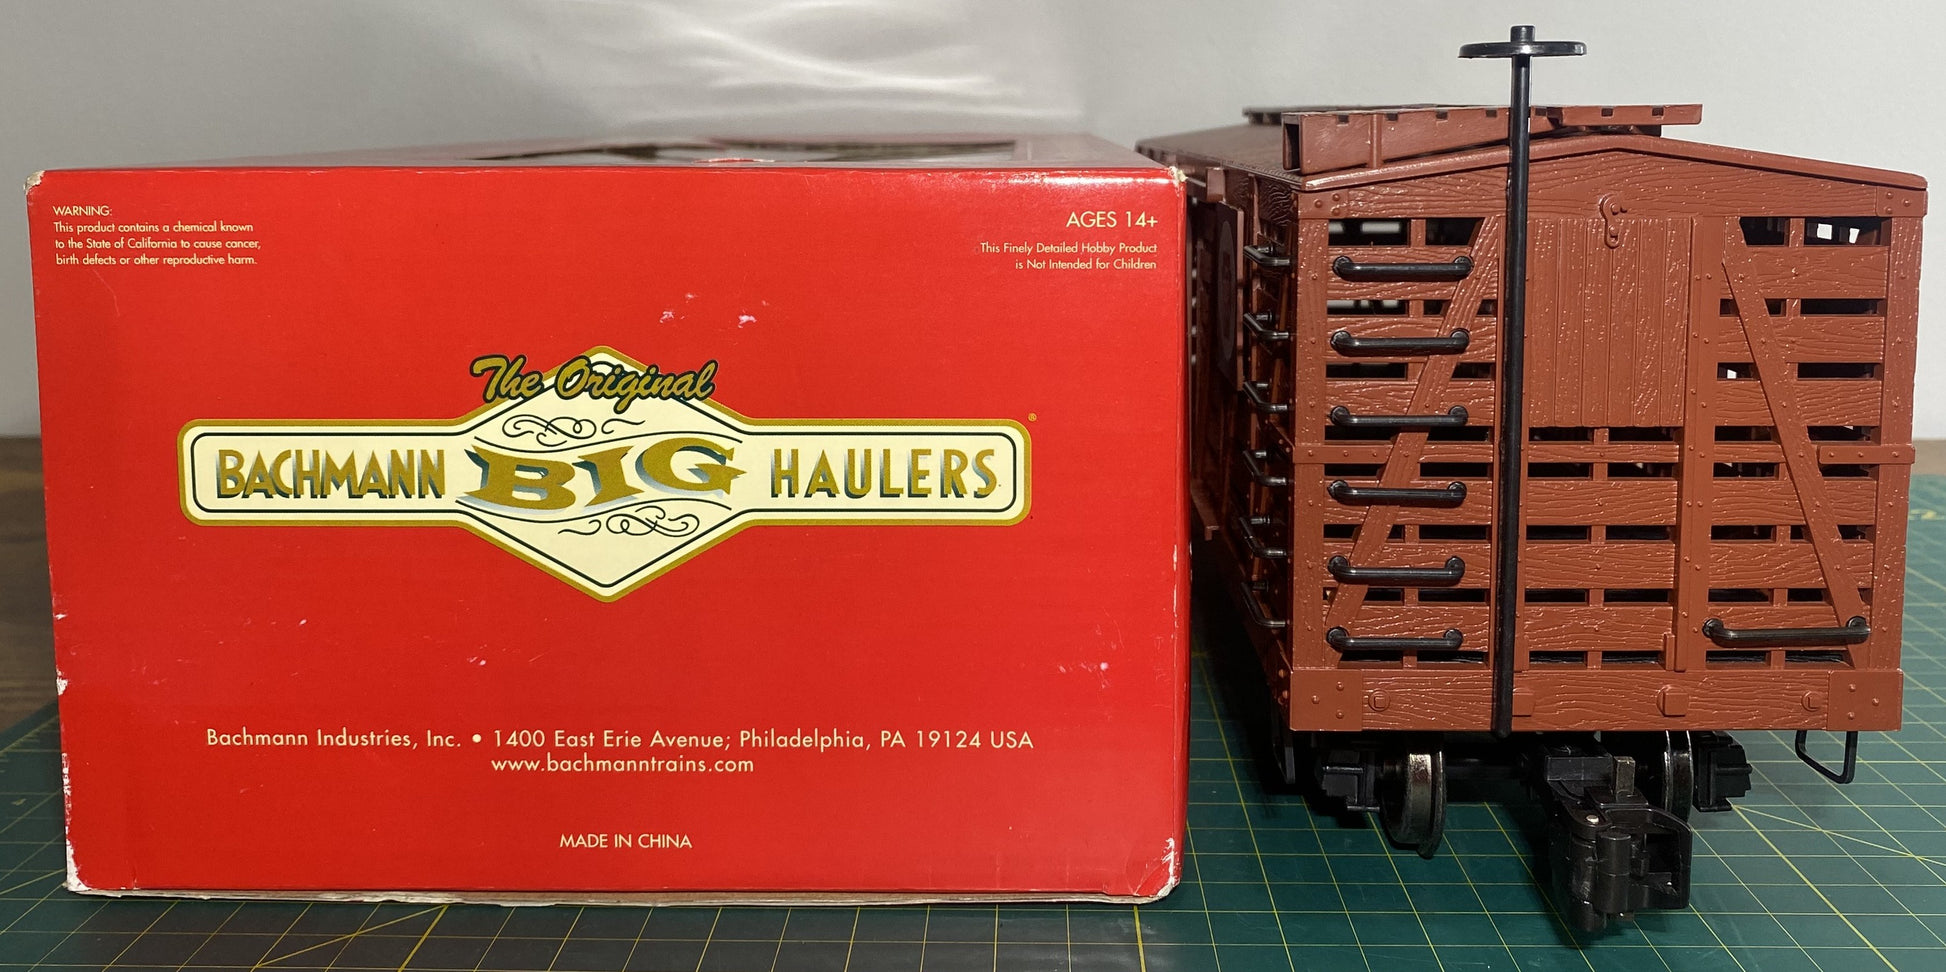 WARNING:
This product contains a chemical known
to the State of California to cause cancer,
birth defects or other reproductive harm.
AGES 14+
This Finely Detailed Hobby Product
is Not Intended for Children
The Original
BACHMANN BIG HAULERS
Bachmann Industries, Inc. • 1400 East Erie Avenue; Philadelphia, PA 19124 USA
www.bachmanntrains.com
MADE IN CHINA